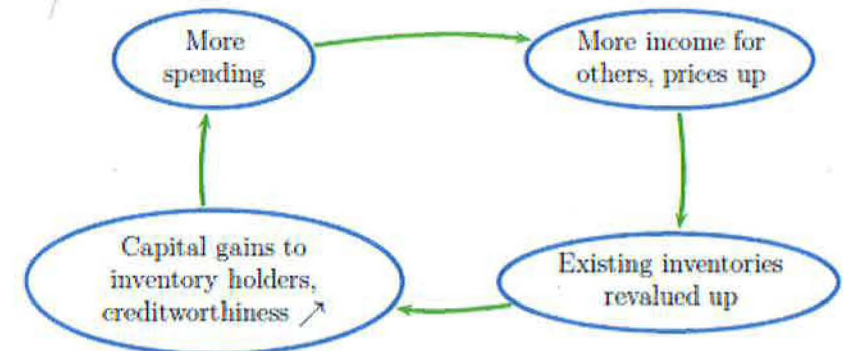 More
spending
More income for
others, prices up
Existing inventories
revalued up
Capital gains to
inventory holders,
creditworthiness ↗